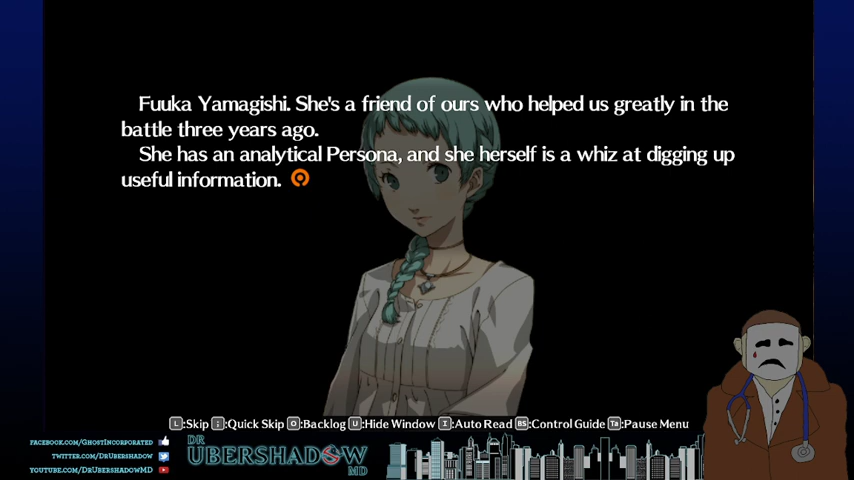 Fuuka Yamagishi. She's a friend of ours who helped us greatly in the
battle three years ago.
She has an analytical Persona, and she herself is a whiz at digging up
useful information.
L:Skip ;:Quick Skip O:Backlog U:Hide Window I:Auto Read BS:Control Guide Ta:Pause Menu
facebook.com/GhostIncorporated
twitter.com/DrUbershadow
youtube.com/DrUbershadowMD
DR
UBERSHADOW
MD